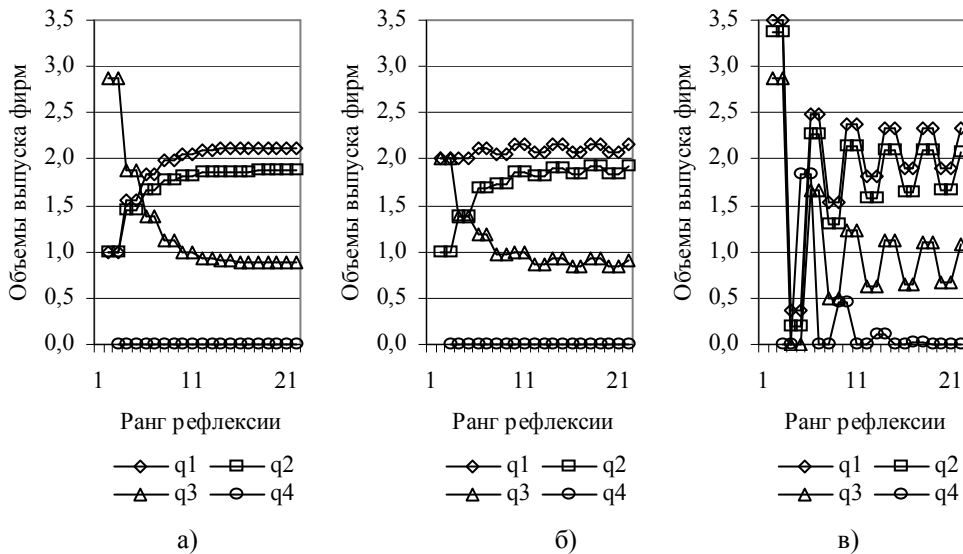 3,5
3,0
2,5
2,0
1,5
1,0
0,5
0,0
Объемы выпуска фирм
1 11 21
Ранг рефлексии
q1 q2
q3 q4
а)
3,5
3,0
2,5
2,0
1,5
1,0
0,5
0,0
Объемы выпуска фирм
1 11 21
Ранг рефлексии
q1 q2
q3 q4
б)
3,5
3,0
2,5
2,0
1,5
1,0
0,5
0,0
Объемы выпуска фирм
1 11 21
Ранг рефлексии
q1 q2
q3 q4
в)